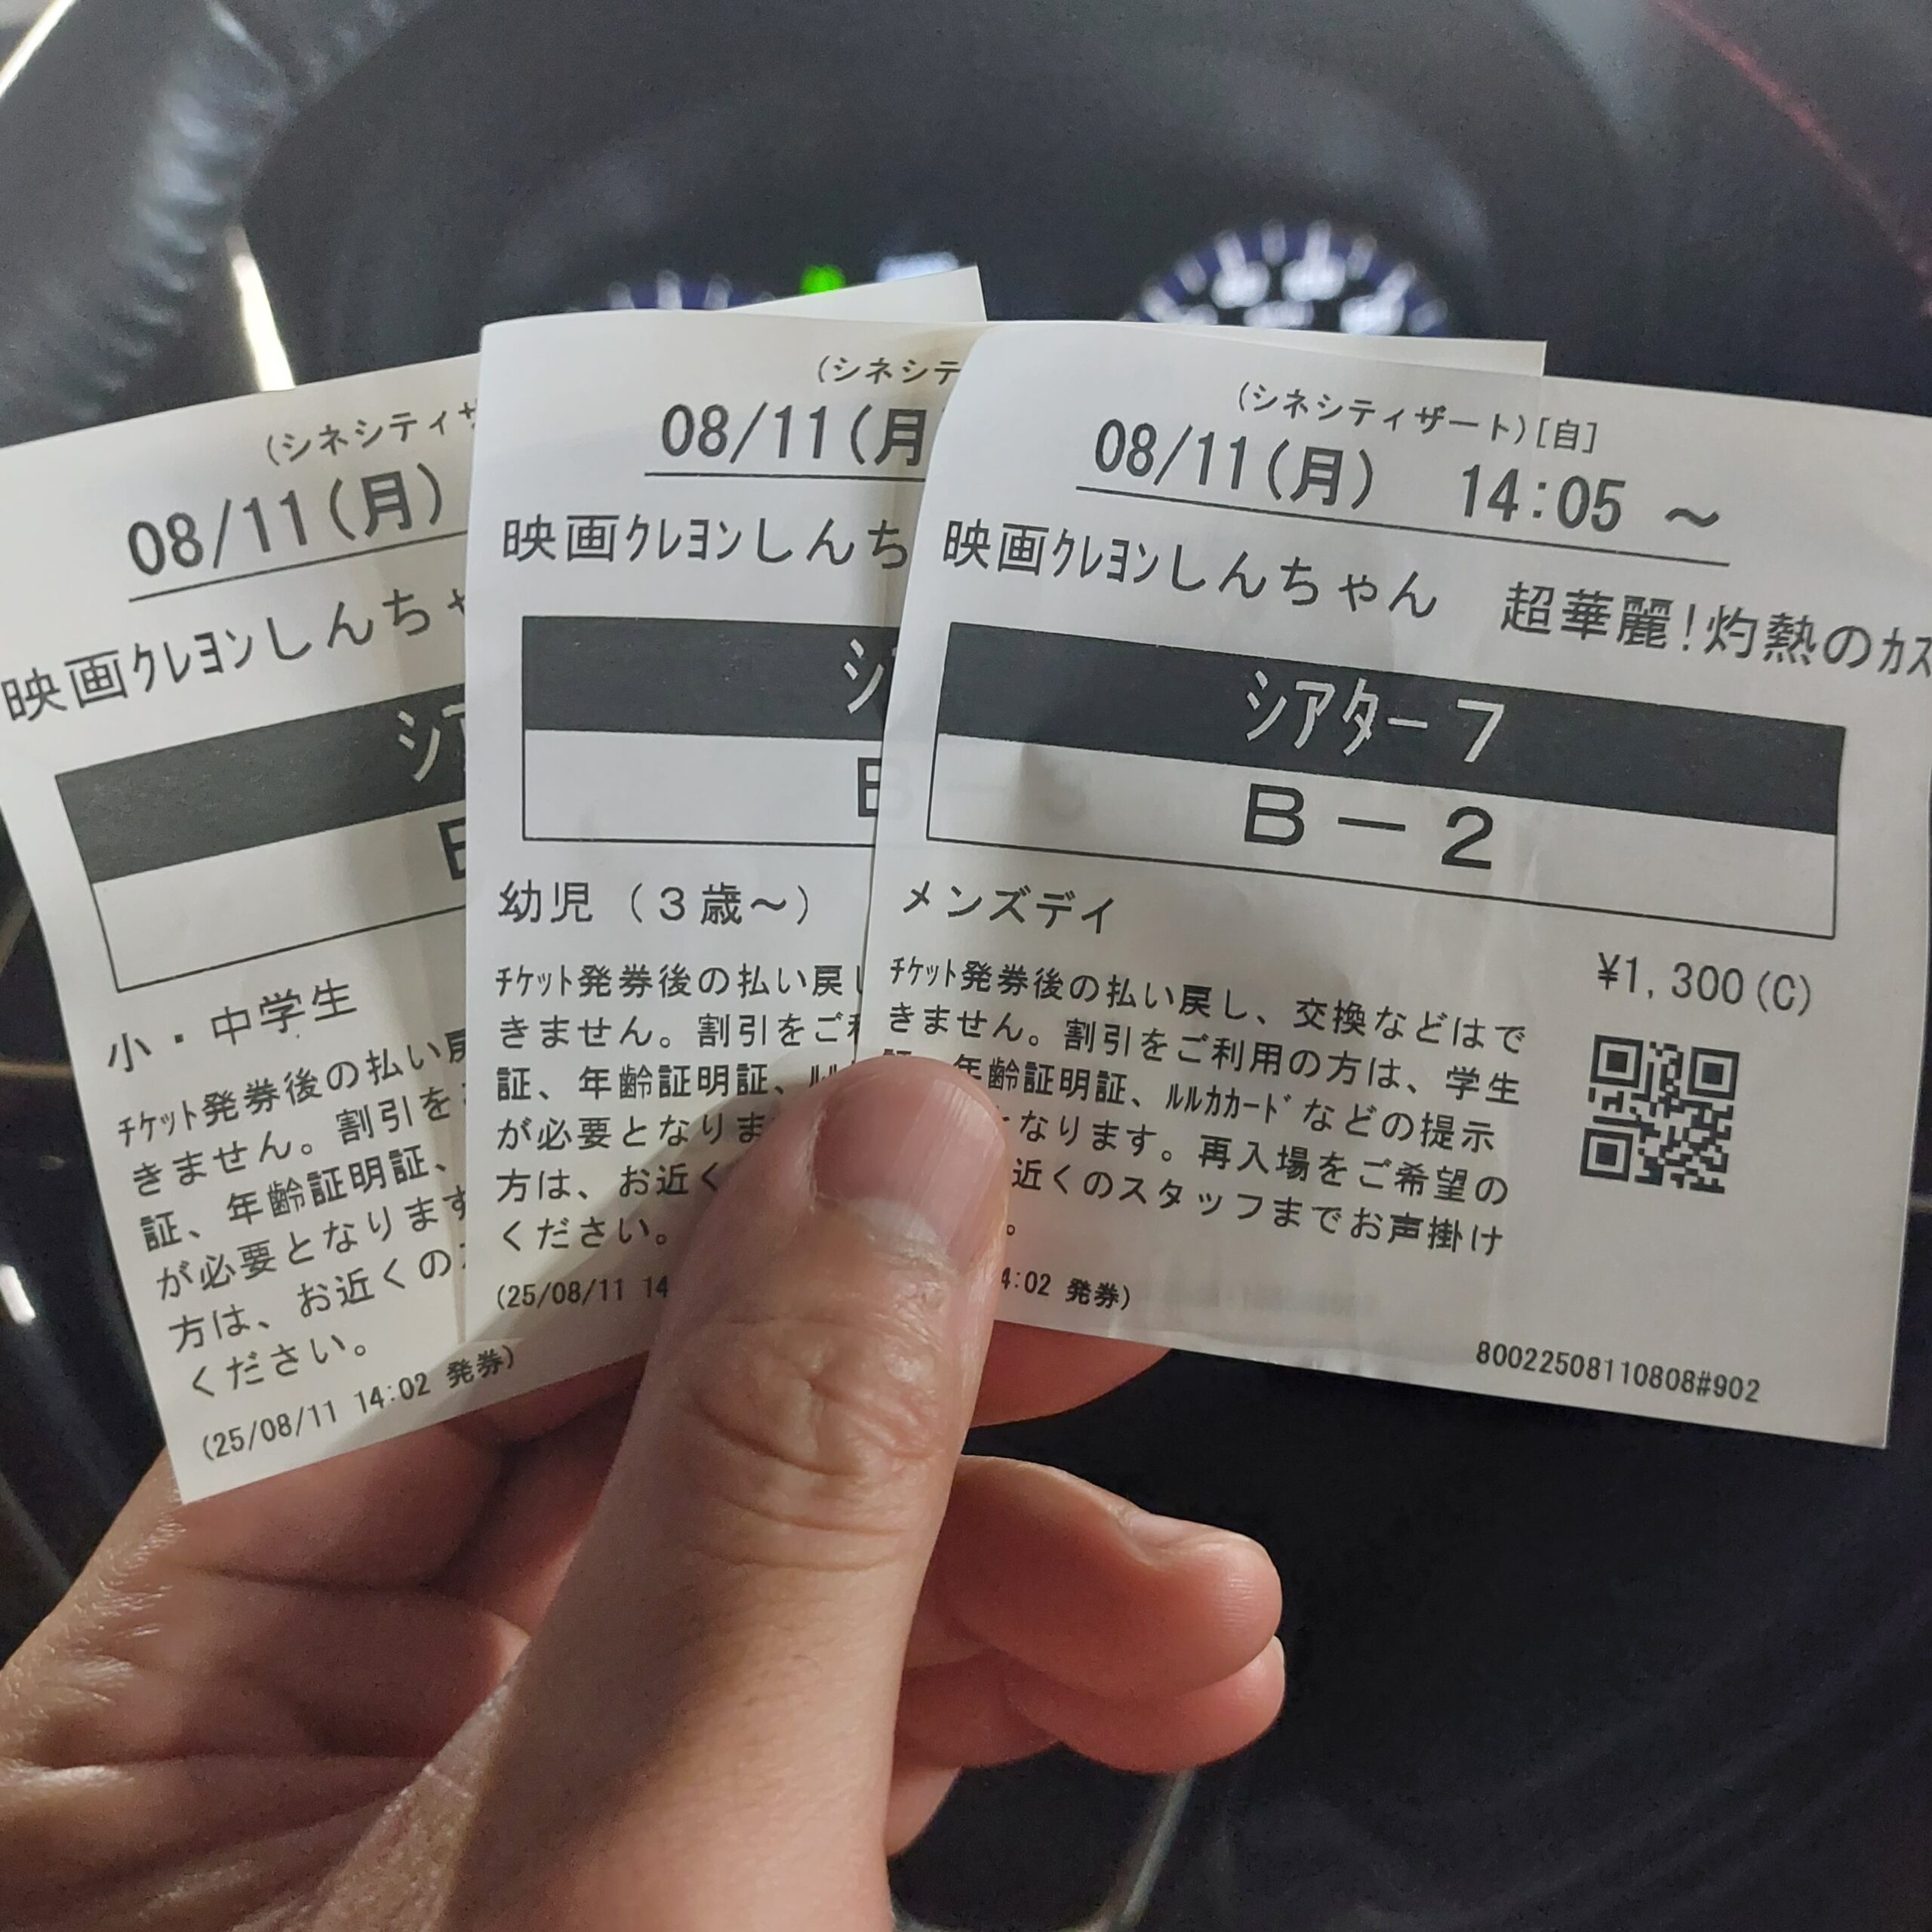 (シネシティザ
08/11(月)
映画ｸﾚﾖﾝしんちゃ
シア
小・中学生
ﾁｹｯﾄ発券後の払い戻
きません。割引を
証、年齢証明証、
が必要となります
方は、お近くの
ください。
(25/08/11 14:02 発券)
(シネシテ
08/11(月
映画ｸﾚﾖﾝしんち
B-3
幼児（3歳～）
ﾁｹｯﾄ発券後の払い戻し
きません。割引をご利
証、年齢証明証、ﾙﾙ
が必要となりま
方は、お近く
ください。
(25/08/11 14
(シネシティザート)[自]
08/11(月) 14:05 ～
映画ｸﾚﾖﾝしんちゃん 超華麗!灼熱のｶｽ
ｼｱﾀｰ 7
B-2
メンズデイ
¥1,300(C)
ﾁｹｯﾄ発券後の払い戻し、交換などはで
きません。割引をご利用の方は、学生
証、年齢証明証、ﾙﾙｶｶｰﾄﾞなどの提示
となります。再入場をご希望の
近くのスタッフまでお声掛け
。
4:02 発券)
80022508110808#902